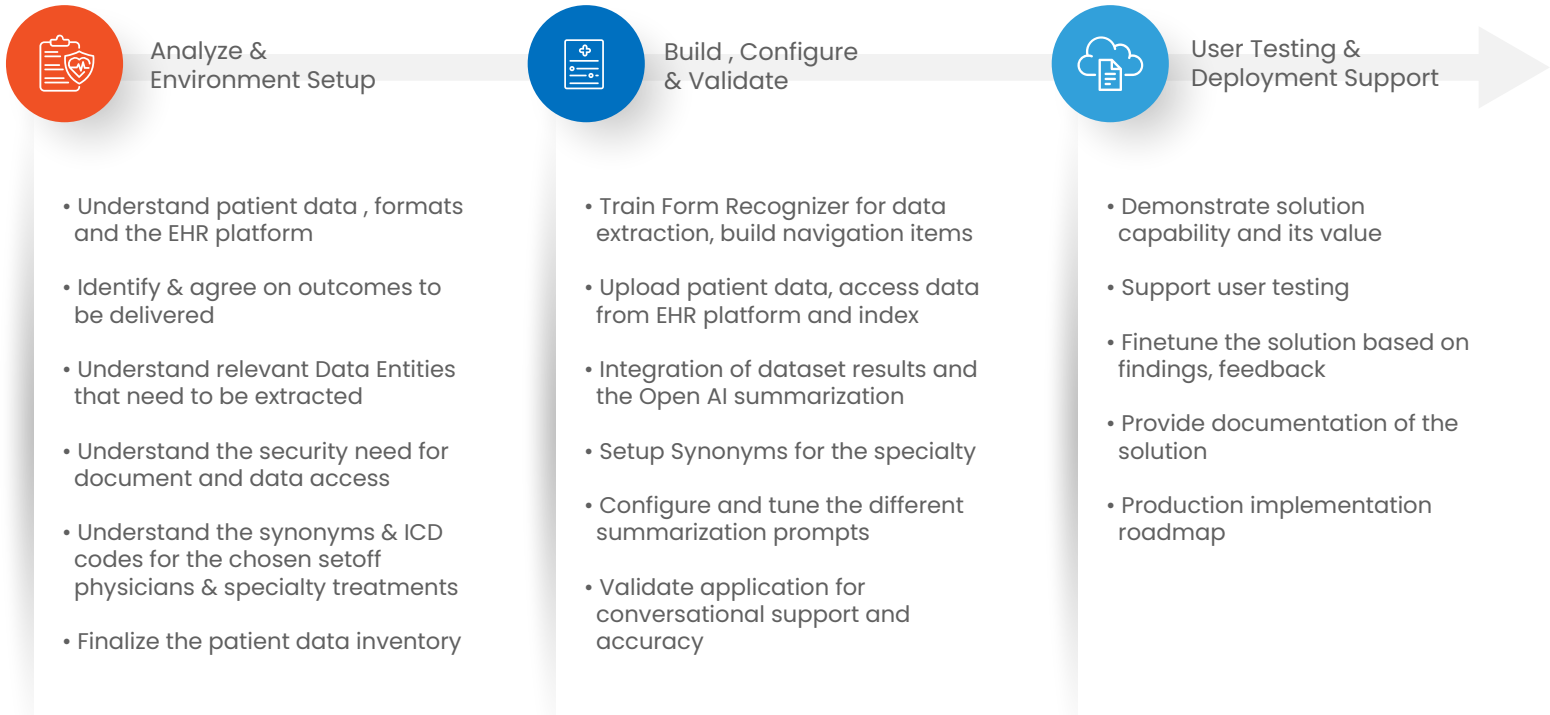 Analyze &
Environment Setup
• Understand patient data , formats
and the EHR platform
• Identify & agree on outcomes to
be delivered
• Understand relevant Data Entities
that need to be extracted
• Understand the security need for
document and data access
• Understand the synonyms & ICD
codes for the chosen setoff
physicians & specialty treatments
• Finalize the patient data inventory
Build , Configure
& Validate
• Train Form Recognizer for data
extraction, build navigation items
• Upload patient data, access data
from EHR platform and index
• Integration of dataset results and
the Open AI summarization
• Setup Synonyms for the specialty
• Configure and tune the different
summarization prompts
• Validate application for
conversational support and
accuracy
User Testing &
Deployment Support
• Demonstrate solution
capability and its value
• Support user testing
• Finetune the solution based on
findings, feedback
• Provide documentation of the
solution
• Production implementation
roadmap